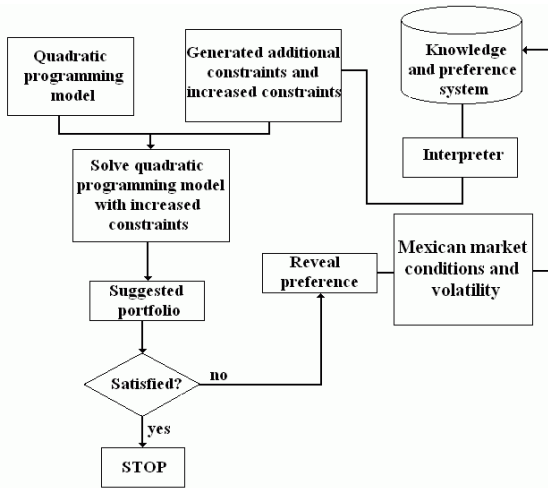 Quadratic
programming
model
Generated additional
constraints and
increased constraints
Knowledge
and preference
system
Interpreter
Solve quadratic
programming model
with increased
constraints
Reveal
preference
Mexican market
conditions and
volatility
Suggested
portfolio
Satisfied?
no
yes
STOP